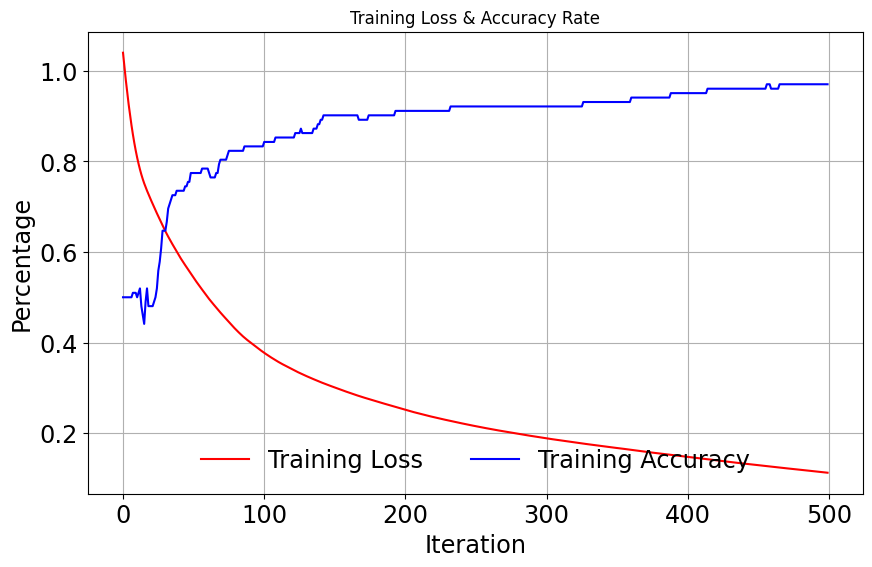 Training Loss & Accuracy Rate
1.0
0.8
0.6
0.4
0.2
Percentage
Training Loss Training Accuracy
0 100 200 300 400 500
Iteration